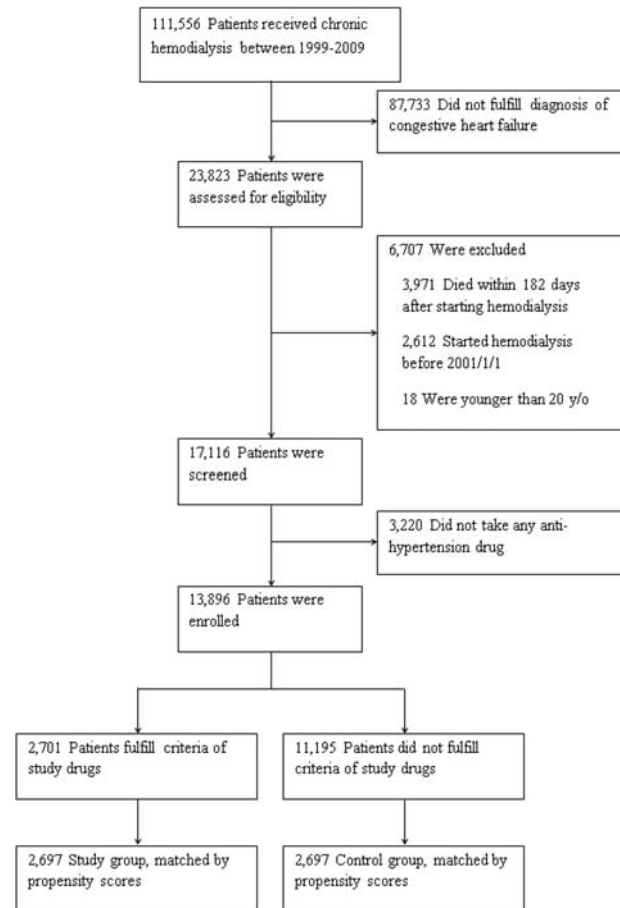 111,556 Patients received chronic
hemodialysis between 1999-2009
87,733 Did not fulfill diagnosis of
congestive heart failure
23,823 Patients were
assessed for eligibility
6,707 Were excluded
3,971 Died within 182 days
after starting hemodialysis
2,612 Started hemodialysis
before 2001/1/1
18 Were younger than 20 y/o
17,116 Patients were
screened
3,220 Did not take any anti-
hypertension drug
13,896 Patients were
enrolled
2,701 Patients fulfill criteria of
study drugs
11,195 Patients did not fulfill
criteria of study drugs
2,697 Study group, matched by
propensity scores
2,697 Control group, matched by
propensity scores